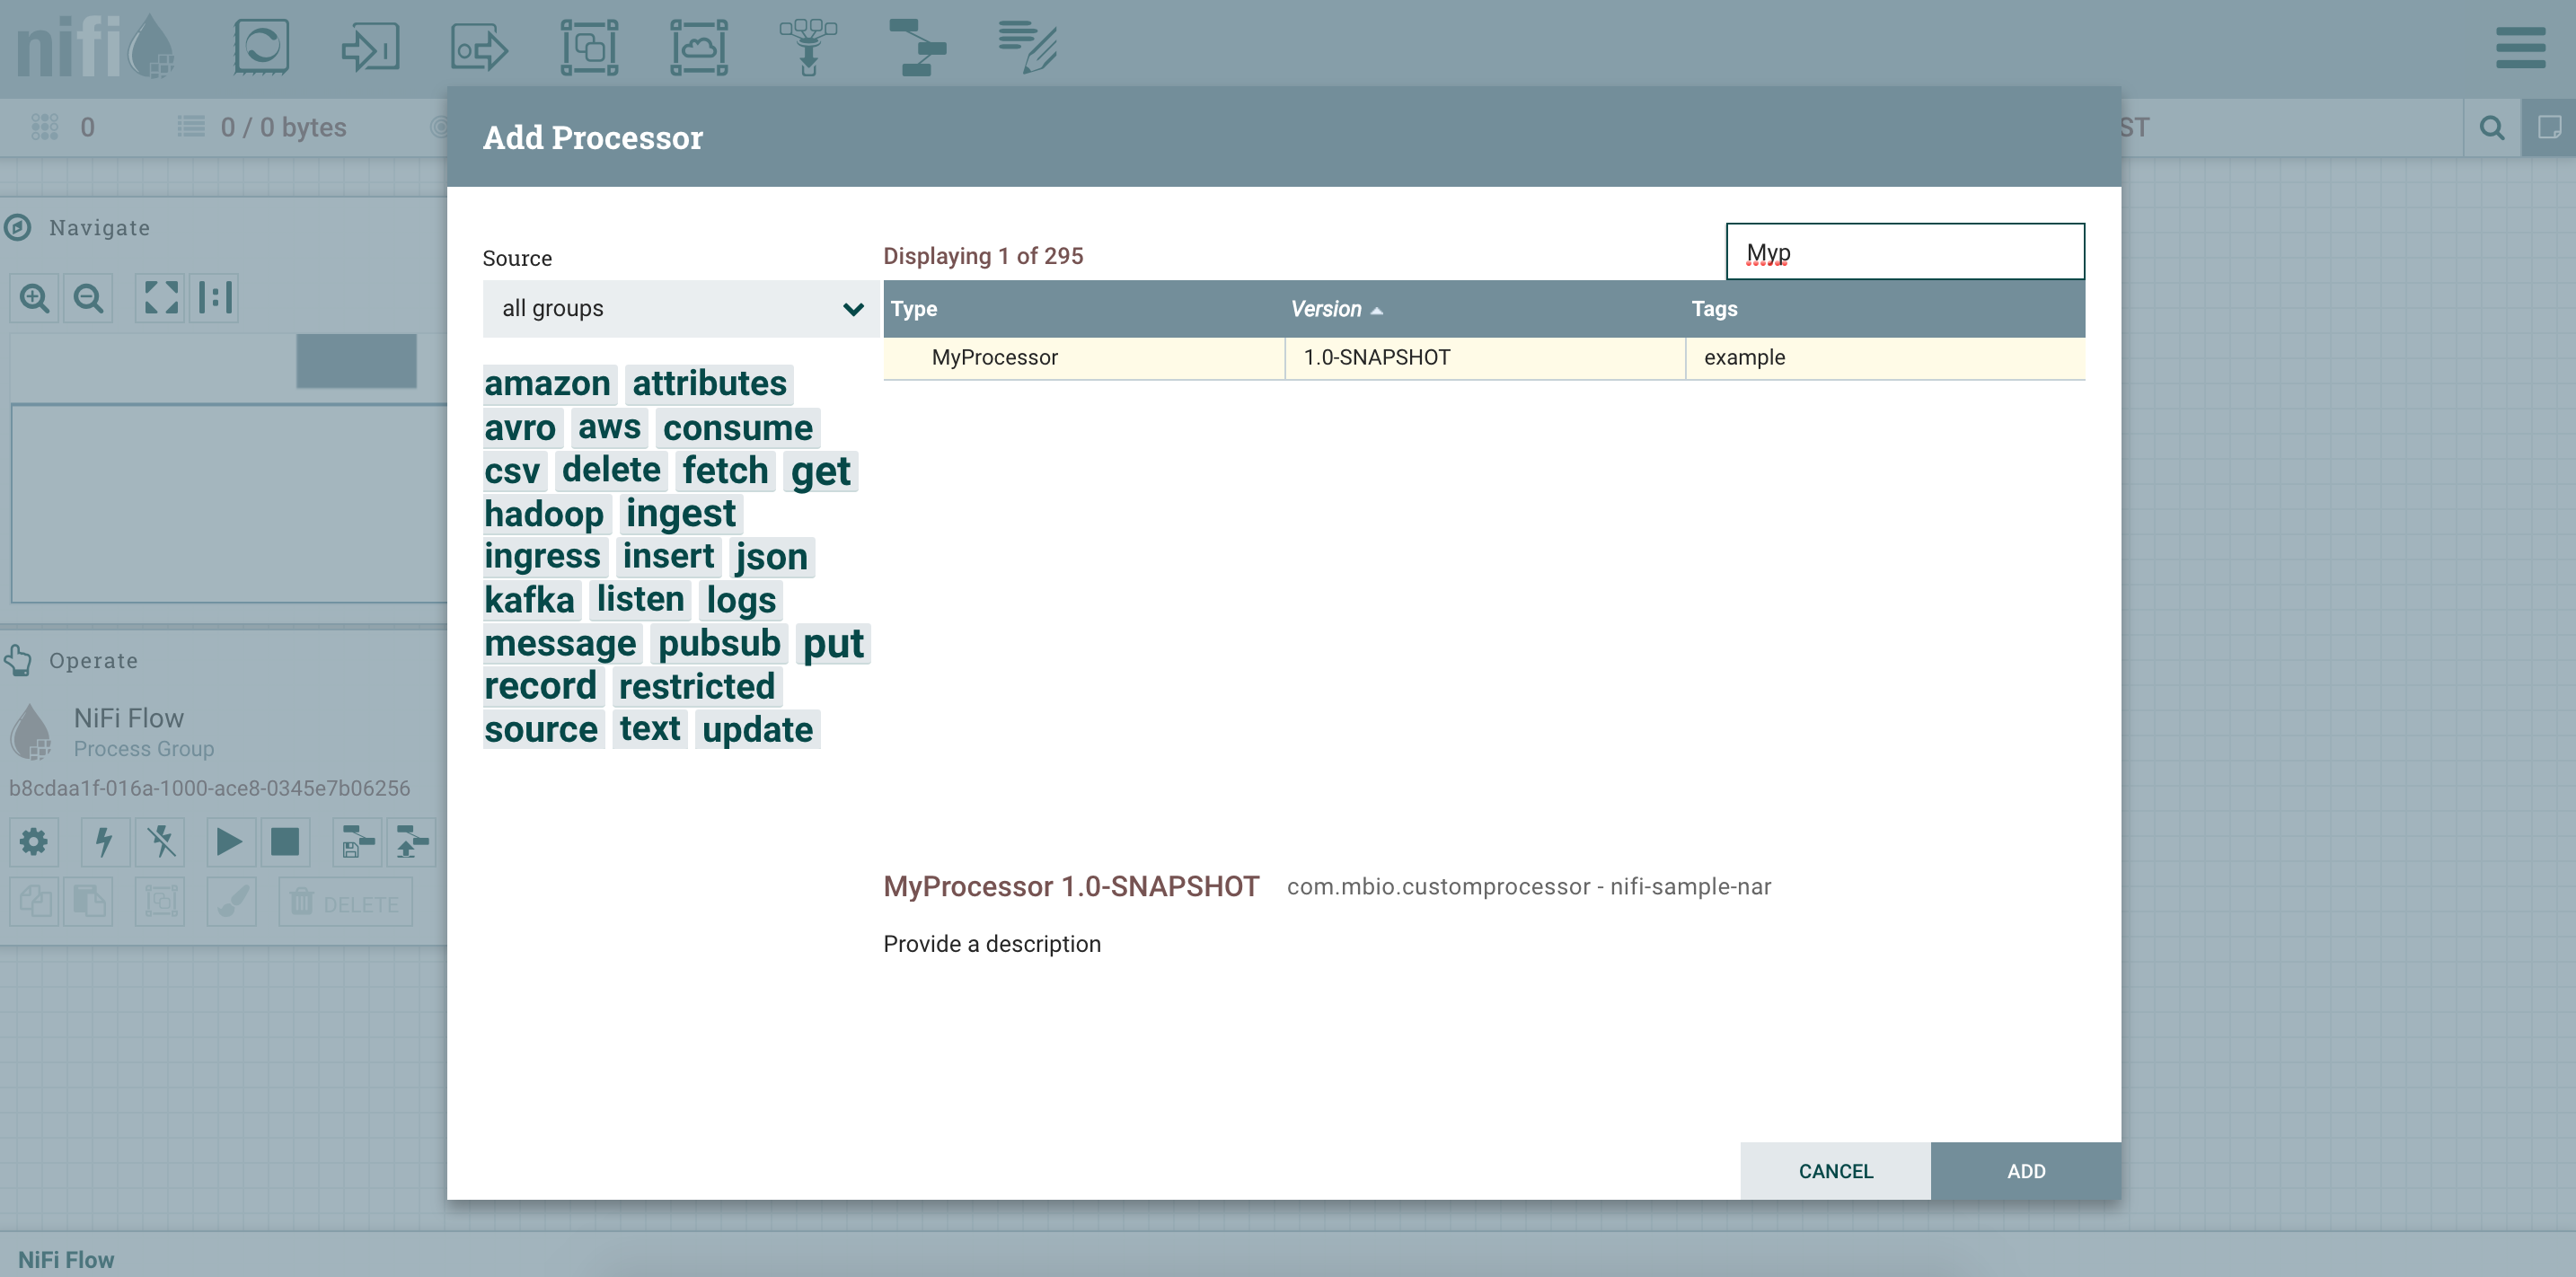 nifi
0
0 / 0 bytes
ST
Navigate
Operate
NiFi Flow
Process Group
b8cdaa1f-016a-1000-ace8-0345e7b06256
DELETE
Add Processor
Source
all groups
amazon attributes
avro aws consume
csv delete fetch get
hadoop ingest
ingress insert json
kafka listen logs
message pubsub put
record restricted
source text update
Displaying 1 of 295
Myp
Type Version Tags
MyProcessor 1.0-SNAPSHOT example
MyProcessor 1.0-SNAPSHOT com.mbio.customprocessor - nifi-sample-nar
Provide a description
CANCEL ADD
NiFi Flow